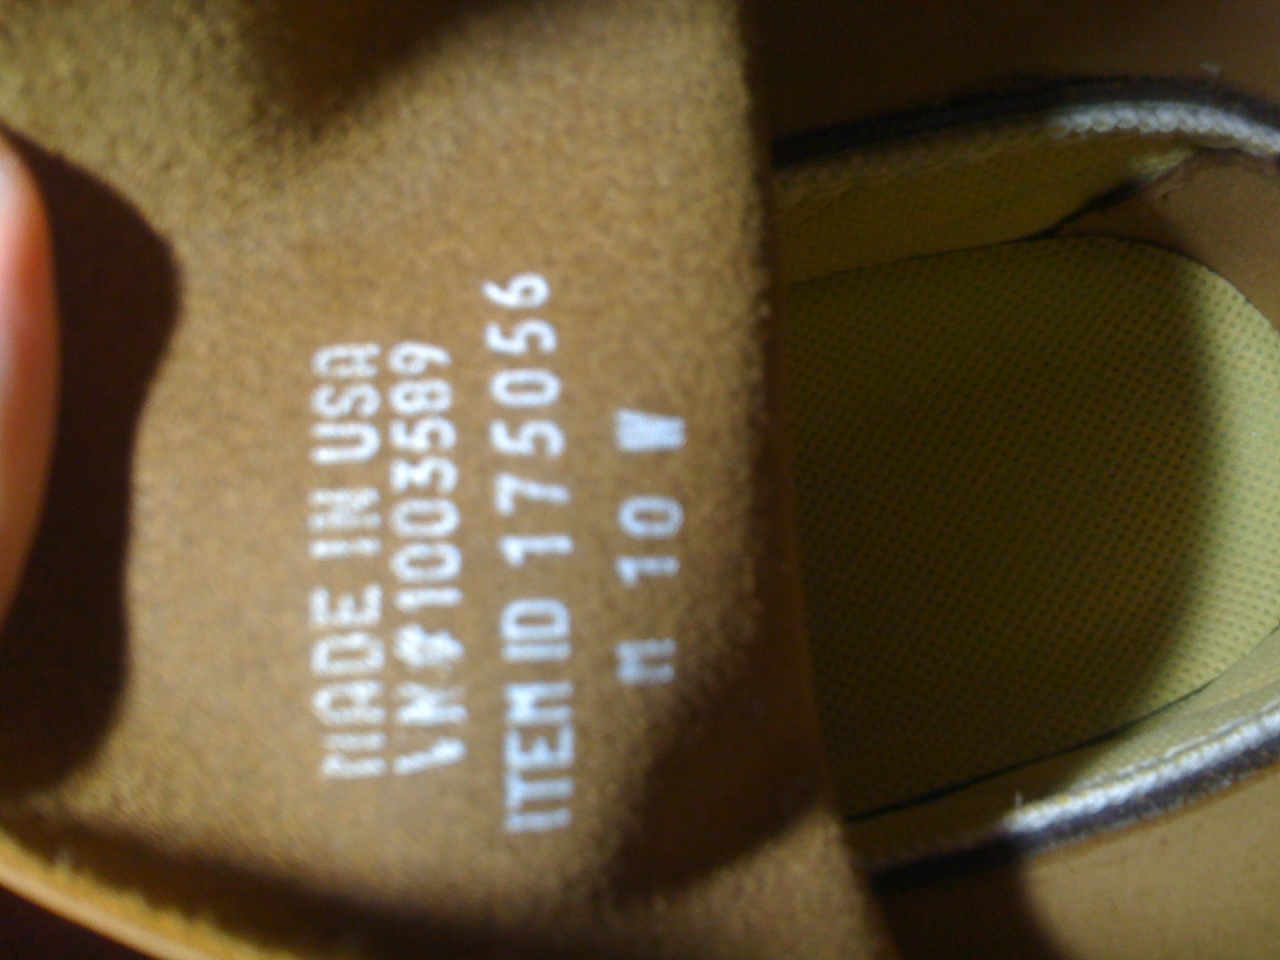 MADE IN USA
VN# 1003589
ITEM ID 175056
M 10 W